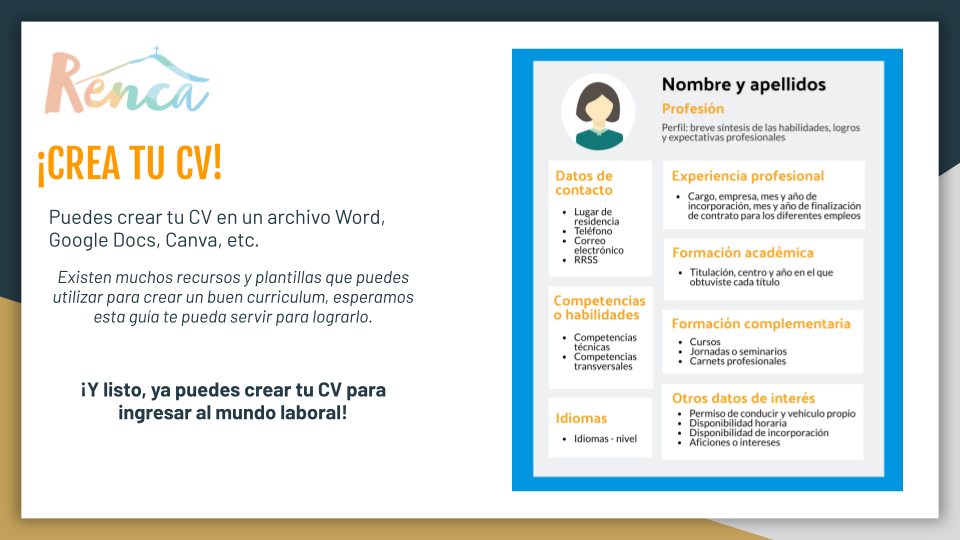 Renca
¡CREA TU CV!
Puedes crear tu CV en un archivo Word,
Google Docs, Canva, etc.
Existen muchos recursos y plantillas que puedes
utilizar para crear un buen curriculum, esperamos
esta guía te pueda servir para lograrlo.
¡Y listo, ya puedes crear tu CV para
ingresar al mundo laboral!
Nombre y apellidos
Profesión
Perfil: breve síntesis de las habilidades, logros
y expectativas profesionales
Datos de
contacto
• Lugar de
residencia
• Teléfono
• Correo
electrónico
• RRSS
Competencias
o habilidades
• Competencias
técnicas
• Competencias
transversales
Idiomas
• Idiomas - nivel
Experiencia profesional
• Cargo, empresa, mes y año de
incorporación, mes y año de finalización
de contrato para los diferentes empleos
Formación académica
• Titulación, centro y año en el que
obtuviste cada título
Formación complementaria
• Cursos
• Jornadas o seminarios
• Carnets profesionales
Otros datos de interés
• Permiso de conducir y vehículo propio
• Disponibilidad horaria
• Disponibilidad de incorporación
• Aficiones o intereses